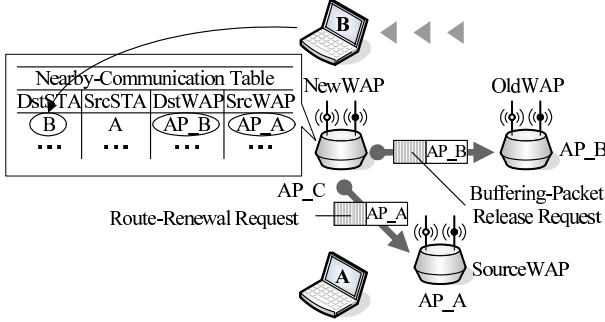 B
Nearby-Communication Table
DstSTA SrcSTA DstWAP SrcWAP
B A AP_B AP_A
... ... ... ...
NewWAP
OldWAP
AP_B
AP_B
AP_C
Buffering-Packet
Release Request
Route-Renewal Request
AP_A
A
SourceWAP
AP_A